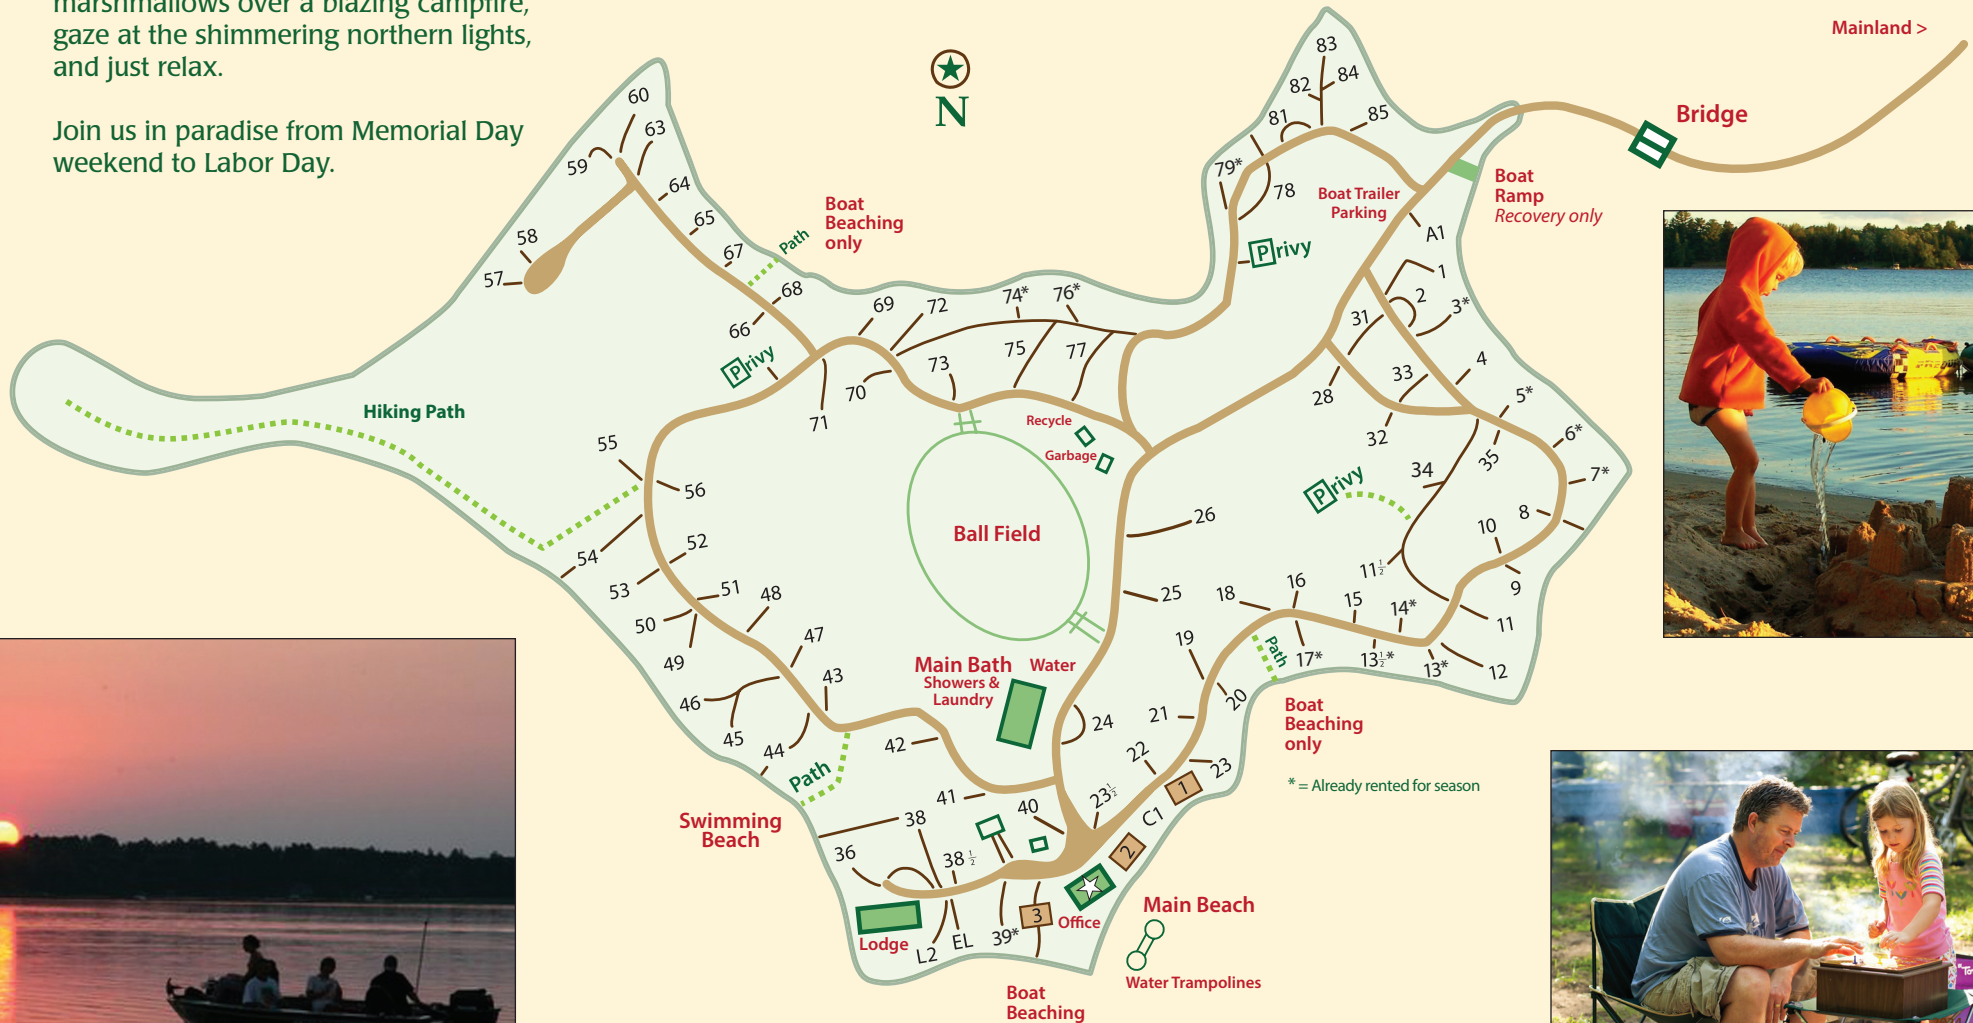 marshmallows over a blazing campfire,
gaze at the shimmering northern lights,
and just relax.
Join us in paradise from Memorial Day
weekend to Labor Day.
N
Mainland >
Bridge
Boat
Ramp
Recovery only
Boat Trailer
Parking
83
82
84
81
85
79*
78
Privy
A1
1
2
3*
31
4
33
5*
28
32
6*
35
7*
34
Privy
8
10
9
11½
11
12
13*
13½*
14*
15
16
17*
18
Path
Boat
Beaching
only
* = Already rented for season
60
63
59
64
65
67
58
57
Path
Boat
Beaching
only
68
66
69
72
74*
76*
Privy
70
71
73
75
77
Recycle
Garbage
Hiking Path
55
56
54
52
53
51
50
48
49
47
46
43
45
44
42
Path
Swimming
Beach
Ball Field
26
25
Main Bath
Showers &
Laundry
Water
24
19
20
21
22
23
23½
1
C1
2
41
40
38
38½
36
Lodge
L2
EL
39*
3
Office
Main Beach
Water Trampolines
Boat
Beaching